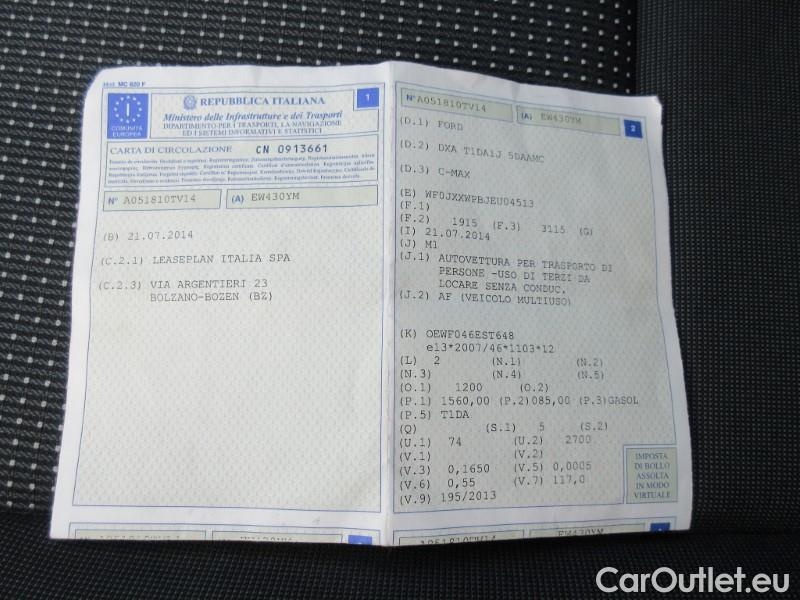 Mod. MC 820 F
COMUNITÀ
EUROPEA
REPUBBLICA ITALIANA
Ministero delle Infrastrutture e dei Trasporti
DIPARTIMENTO PER I TRASPORTI, LA NAVIGAZIONE
ED I SISTEMI INFORMATIVI E STATISTICI
1
CARTA DI CIRCOLAZIONE CN 0913661
N° A051810TV14 (A) EW430YM
(B) 21.07.2014
(C.2.1) LEASEPLAN ITALIA SPA
(C.2.3) VIA ARGENTIERI 23
BOLZANO-BOZEN (BZ)
1
N° A051810TV14 (A) EW430YM 2
(D.1) FORD
(D.2) DXA T1DA1J 5DAAMC
(D.3) C-MAX
(E) WF0JXXWPBJEU04513
(F.1)
(F.2) 1915 (F.3) 3115 (G)
(I) 21.07.2014
(J) M1
(J.1) AUTOVETTURA PER TRASPORTO DI
PERSONE -USO DI TERZI DA
LOCARE SENZA CONDUC.
(J.2) AF (VEICOLO MULTIUSO)
(K) OEWF046EST648
e13*2007/46*1103*12
(L) 2 (N.1) (N.2)
(N.3) (N.4) (N.5)
(O.1) 1200 (O.2)
(P.1) 1560,00 (P.2)085,00 (P.3)GASOL
(P.5) T1DA
(Q) (S.1) 5 (S.2)
(U.1) 74 (U.2) 2700
(V.1) (V.2)
(V.3) 0,1650 (V.5) 0,0005
(V.6) 0,55 (V.7) 117,0
(V.9) 195/2013
IMPOSTA
DI BOLLO
ASSOLTA
IN MODO
VIRTUALE
A051810TV14 EW430YM
CarOutlet.eu